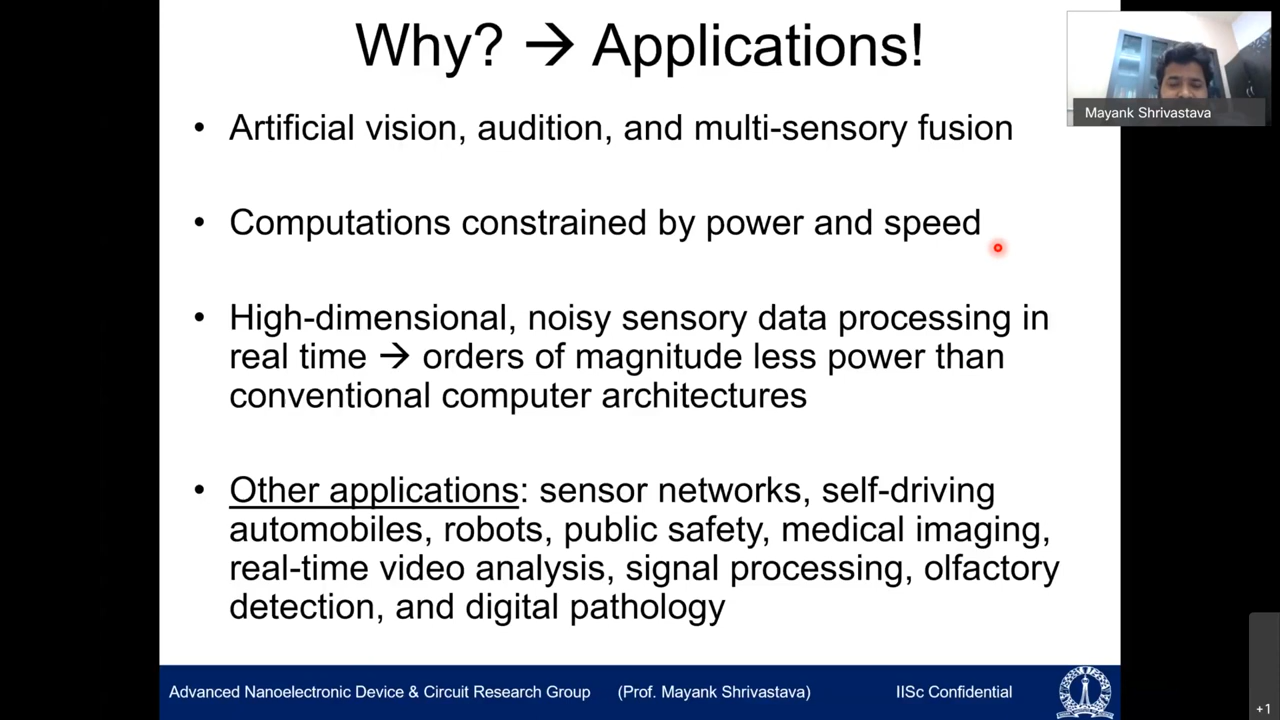 Why? → Applications!
Mayank Shrivastava
• Artificial vision, audition, and multi-sensory fusion
• Computations constrained by power and speed
• High-dimensional, noisy sensory data processing in
real time → orders of magnitude less power than
conventional computer architectures
• Other applications: sensor networks, self-driving
automobiles, robots, public safety, medical imaging,
real-time video analysis, signal processing, olfactory
detection, and digital pathology
Advanced Nanoelectronic Device & Circuit Research Group (Prof. Mayank Shrivastava) IISc Confidential
+1